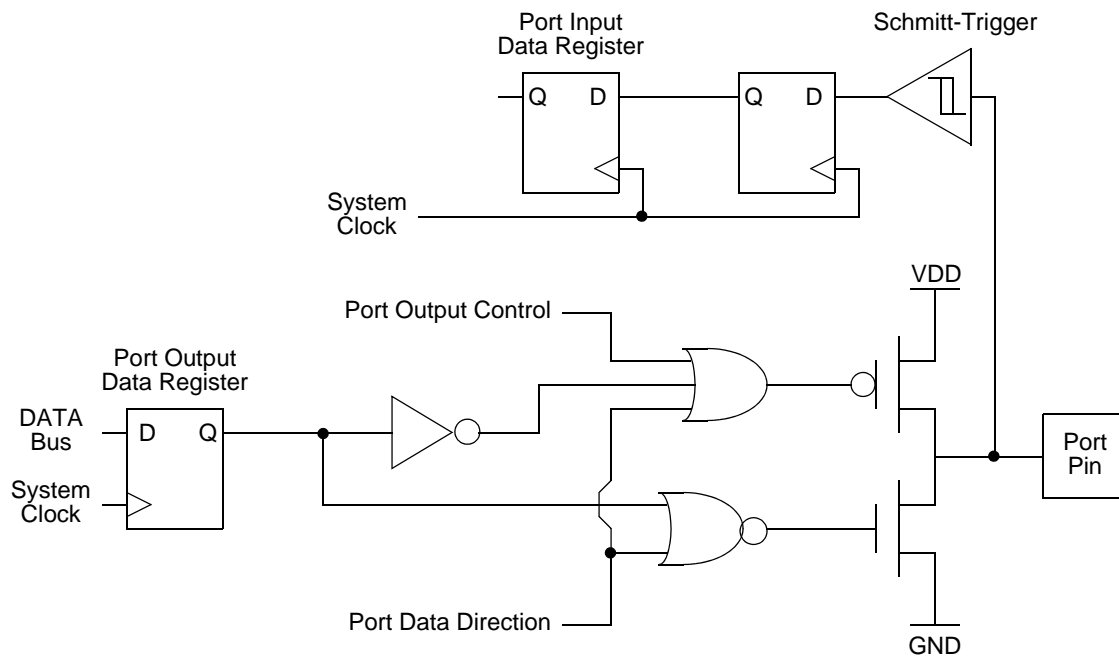 Port Input
Data Register
Schmitt-Trigger
Q D
Q D
System
Clock
VDD
Port Output Control
Port Output
Data Register
DATA
Bus
D Q
System
Clock
Port
Pin
Port Data Direction
GND